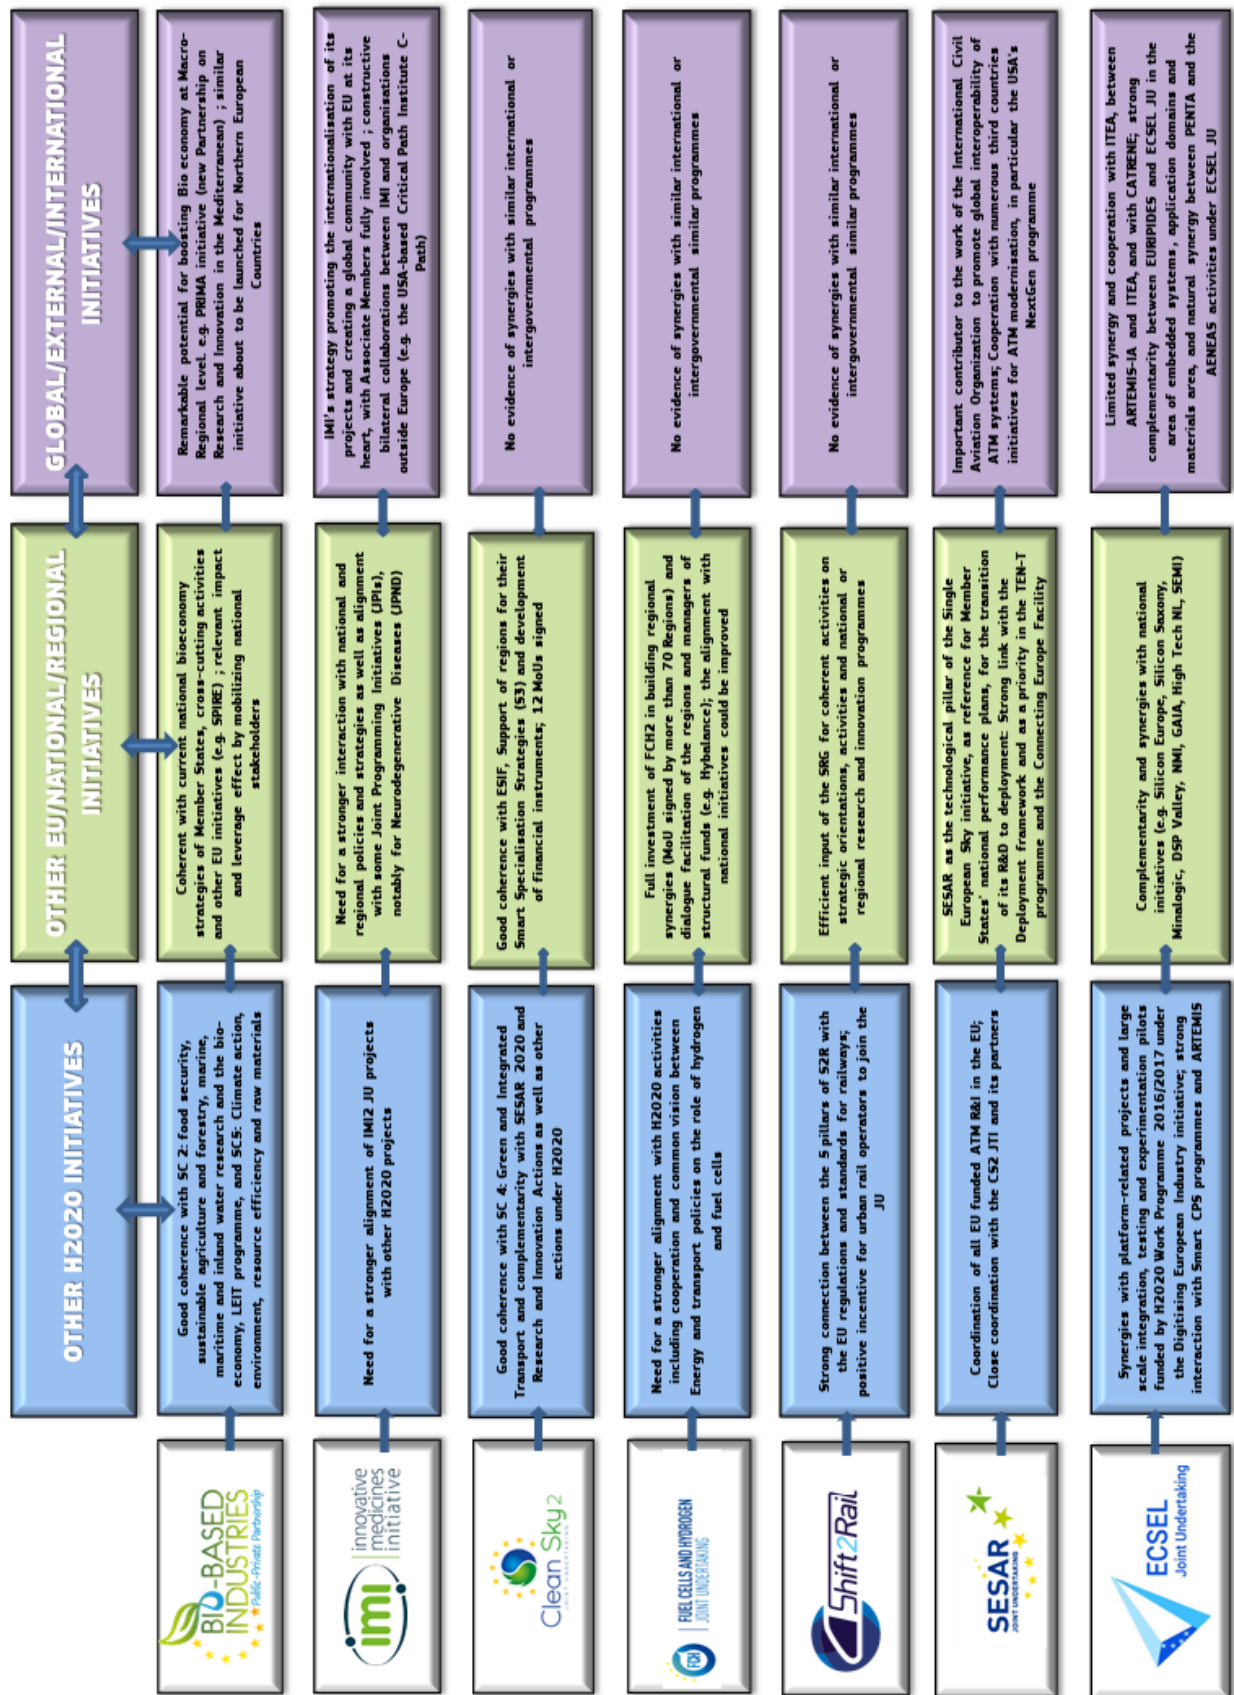 OTHER H2020 INITIATIVES
OTHER EU/NATIONAL/REGIONAL
INITIATIVES
GLOBAL/EXTERNAL/INTERNATIONAL
INITIATIVES
BIO-BASED
INDUSTRIES
Public-Private Partnership
Good coherence with SC 2: food security,
sustainable agriculture and forestry, marine,
maritime and inland water research and the bio-
economy, LEIT programme, and SC5: Climate action,
environment, resource efficiency and raw materials
Coherent with current national bioeconomy
strategies of Member States, cross-cutting activities
and other EU initiatives (e.g. SPIRE) ; relevant impact
and leverage effect by mobilizing national
stakeholders
Remarkable potential for boosting Bio economy at Macro-
Regional level. e.g. PRIMA initiative (new Partnership on
Research and Innovation in the Mediterranean) ; similar
initiative about to be launched for Northern European
Countries
imi
innovative
medicines
initiative
Need for a stronger alignment of IMI2 JU projects
with other H2020 projects
Need for a stronger interaction with national and
regional policies and strategies as well as alignment
with some Joint Programming Initiatives (JPIs),
notably for Neurodegenerative Diseases (JPND)
IMI's strategy promoting the internationalisation of its
projects and creating a global community with EU at its
heart, with Associate Members fully involved ; constructive
bilateral collaborations between IMI and organisations
outside Europe (e.g. the USA-based Critical Path Institute C-
Path)
Clean Sky2
JOINT UNDERTAKING
Good coherence with SC 4: Green and Integrated
Transport and complementarity with SESAR 2020 and
Research and Innovation Actions as well as other
actions under H2020
Good coherence with ESIF, Support of regions for their
Smart Specialisation Strategies (S3) and development
of financial instruments; 12 MoUs signed
No evidence of synergies with similar international or
intergovernmental programmes
FCH
FUEL CELLS AND HYDROGEN
JOINT UNDERTAKING
Need for a stronger alignment with H2020 activities
including cooperation and common vision between
Energy and transport policies on the role of hydrogen
and fuel cells
Full investment of FCH2 in building regional
synergies (MoU signed by more than 70 Regions) and
dialogue facilitation of the regions and managers of
structural funds (e.g. Hybalance); the alignment with
national initiatives could be improved
No evidence of synergies with similar international or
intergovernmental similar programmes
Shift2Rail
Strong connection between the 5 pillars of S2R with
the EU regulations and standards for railways;
positive incentive for urban rail operators to join the
JU
Efficient input of the SRG for coherent activities on
strategic orientations, activities and national or
regional research and innovation programmes
No evidence of synergies with similar international or
intergovernmental similar programmes
SESAR
JOINT UNDERTAKING
Coordination of all EU funded ATM R&I in the EU;
Close coordination with the CS2 JTI and its partners
SESAR as the technological pillar of the Single
European Sky initiative, as reference for Member
States' national performance plans, for the transition
of its R&D to deployment: Strong link with the
Deployment framework and as a priority in the TEN-T
programme and the Connecting Europe Facility
Important contributor to the work of the International Civil
Aviation Organization to promote global interoperability of
ATM systems; Cooperation with numerous third countries
initiatives for ATM modernisation, in particular the USA's
NextGen programme
ECSEL
Joint Undertaking
Synergies with platform-related projects and large
scale integration, testing and experimentation pilots
funded by H2020 Work Programme 2016/2017 under
the Digitising European Industry initiative; strong
interaction with Smart CPS programmes and ARTEMIS
Complementarity and synergies with national
initiatives (e.g. Silicon Europe, Silicon Saxony,
Minalogic, DSP Valley, NMI, GAIA, High Tech NL, SEMI)
Limited synergy and cooperation with ITEA, between
ARTEMIS-IA and ITEA, and with CATRENE; strong
complementarity between EURIPIDES and ECSEL JU in the
area of embedded systems, application domains and
materials area, and natural synergy between PENTA and the
AENEAS activities under ECSEL JU